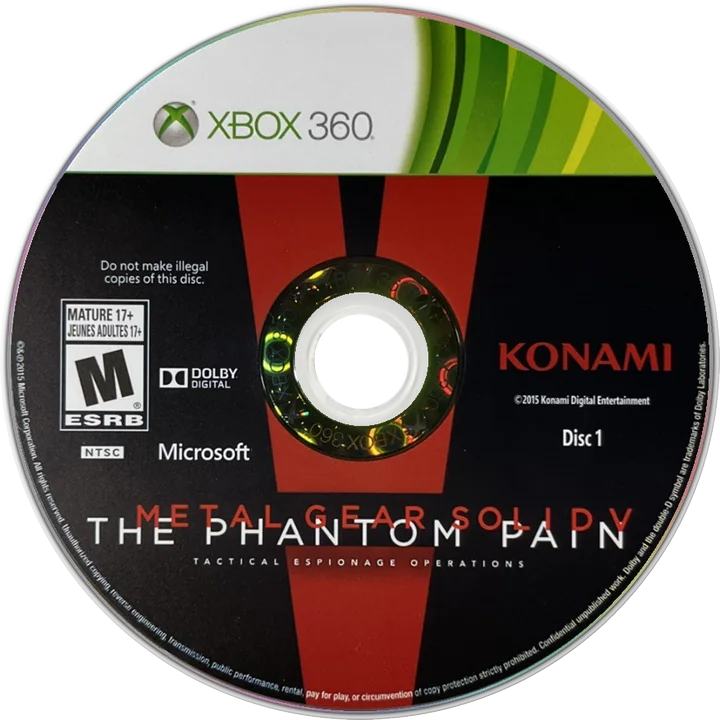 XBOX 360
Do not make illegal
copies of this disc.
MATURE 17+
JEUNES ADULTES 17+
M
ESRB
DOLBY
DIGITAL
NTSC
Microsoft
KONAMI
©2015 Konami Digital Entertainment
Disc 1
METAL GEAR SOLID V
THE PHANTOM PAIN
TACTICAL ESPIONAGE OPERATIONS
©&℗2015 Microsoft Corporation. All rights reserved. Unauthorized copying, reverse engineering, transmission, public performance, rental, pay for play, or circumvention of copy protection strictly prohibited. Confidential unpublished work. Dolby and the double-D symbol are trademarks of Dolby Laboratories.
XBOX 360